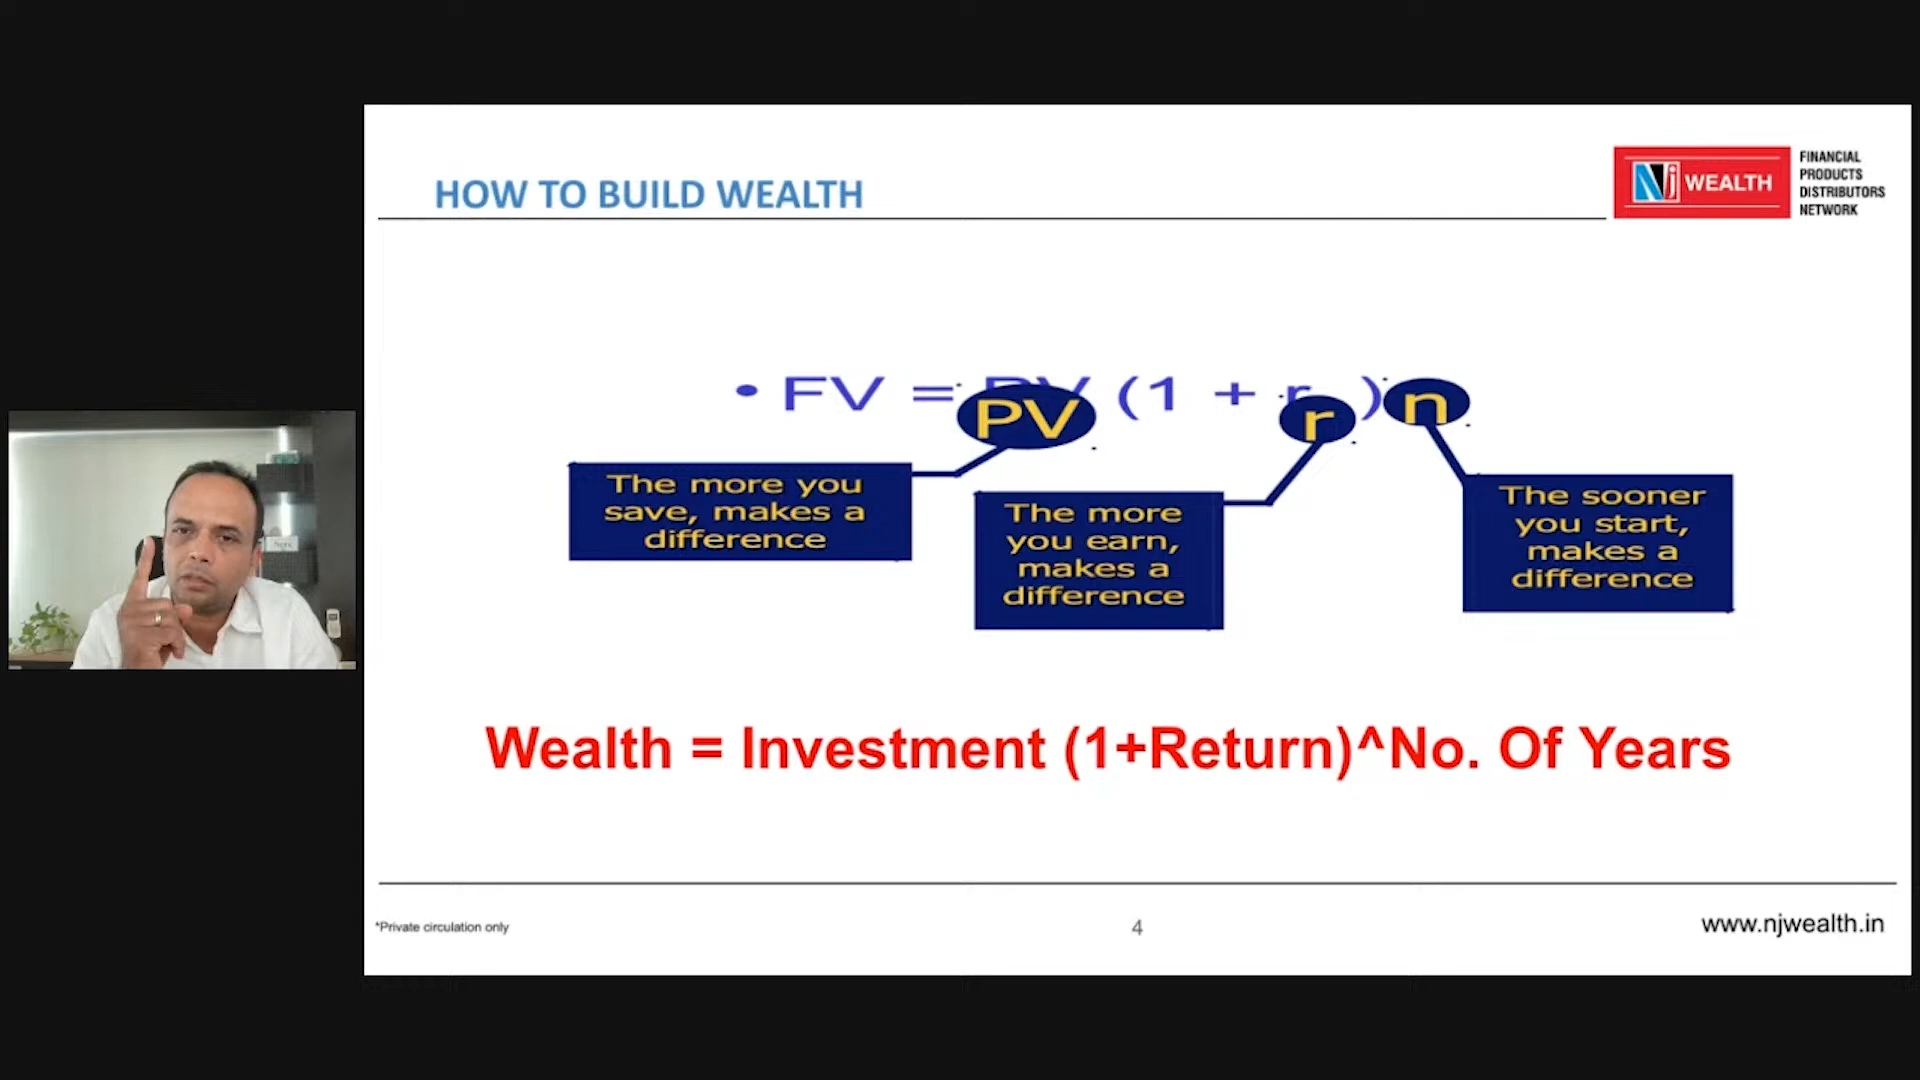 HOW TO BUILD WEALTH
Nj WEALTH
FINANCIAL
PRODUCTS
DISTRIBUTORS
NETWORK
• FV = PV (1 + r )
PV
r
n
The more you
save, makes a
difference
The more
you earn,
makes a
difference
The sooner
you start,
makes a
difference
Wealth = Investment (1+Return)^No. Of Years
*Private circulation only
4
www.njwealth.in